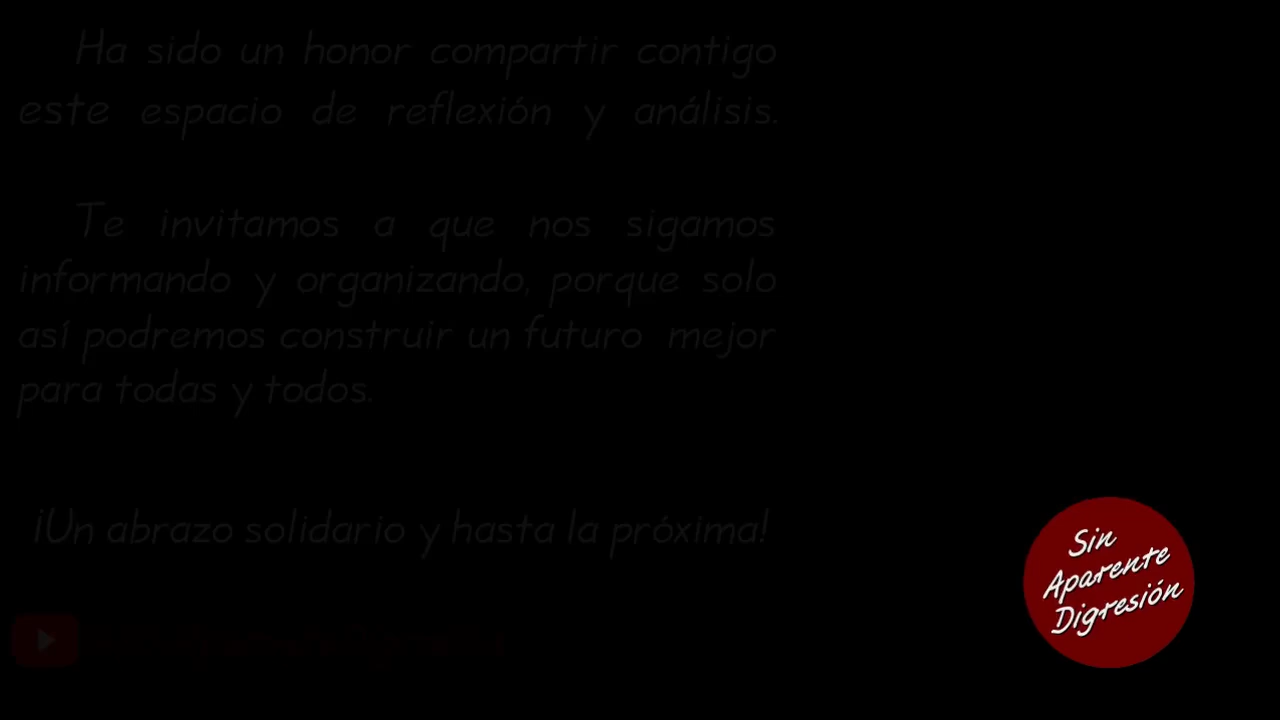 Ha sido un honor compartir contigo
este espacio de reflexión y análisis.
Te invitamos a que nos sigamos
informando y organizando, porque solo
así podremos construir un futuro mejor
para todas y todos.
¡Un abrazo solidario y hasta la próxima!
Sin
Aparente
Digresión